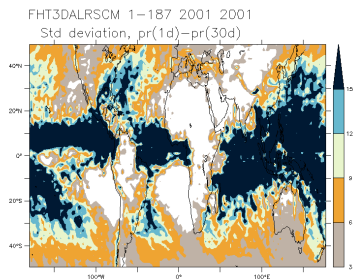 FHT3DALRSCM 1-187 2001 2001
Std deviation, pr(1d)-pr(30d)
40°N
20°N
0°
20°S
40°S
100°W
0°
100°E
15
12
9
6
3